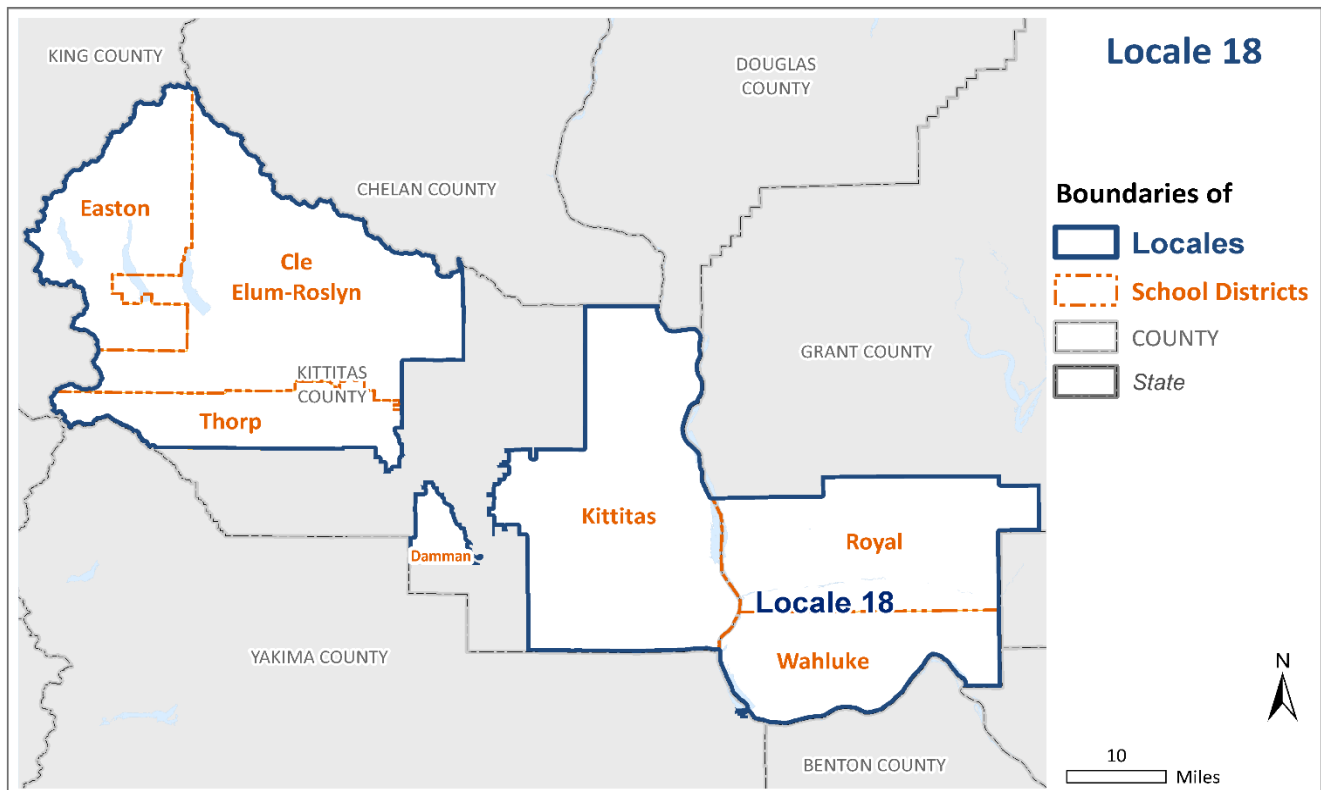 Locale 18
KING COUNTY
DOUGLAS
COUNTY
CHELAN COUNTY
Easton
Cle
Elum-Roslyn
KITTITAS
COUNTY
Thorp
GRANT COUNTY
Kittitas
Damman
Royal
Locale 18
Wahluke
YAKIMA COUNTY
BENTON COUNTY
Boundaries of
Locales
School Districts
COUNTY
State
N
10
Miles